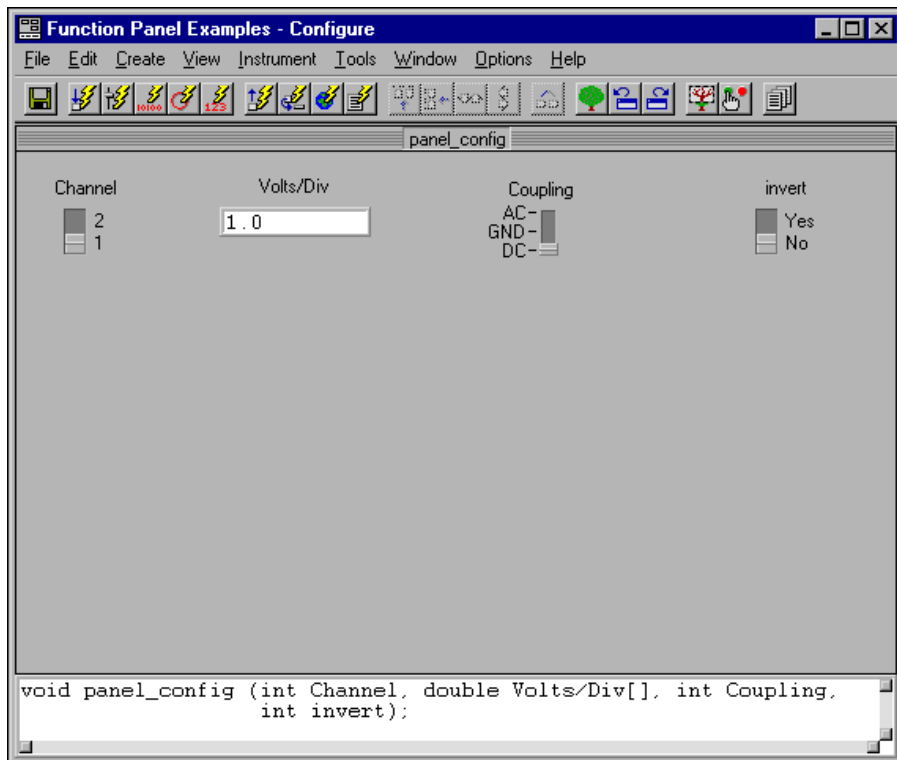 Function Panel Examples - Configure
File Edit Create View Instrument Tools Window Options Help
10100 123
panel_config
Channel
2
1
Volts/Div
1.0
Coupling
AC-
GND-
DC-
invert
Yes
No
void panel_config (int Channel, double Volts/Div[], int Coupling,
int invert);